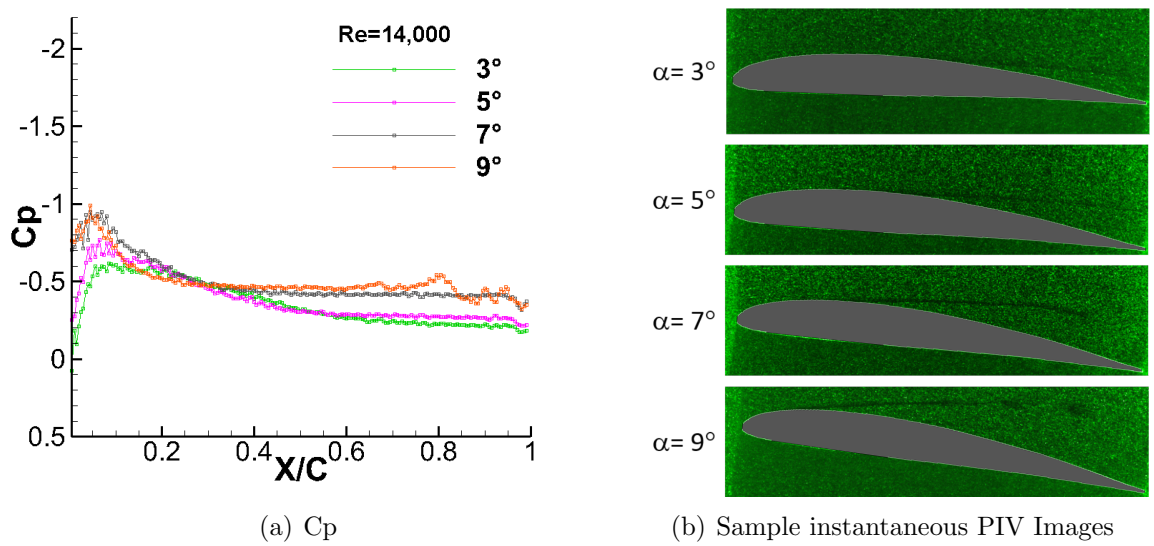 Re=14,000
3°
5°
7°
9°
-2
-1.5
-1
-0.5
0
0.5
Cp
0.2
0.4
0.6
0.8
1
X/C
(a) Cp
α= 3°
α= 5°
α= 7°
α= 9°
(b) Sample instantaneous PIV Images